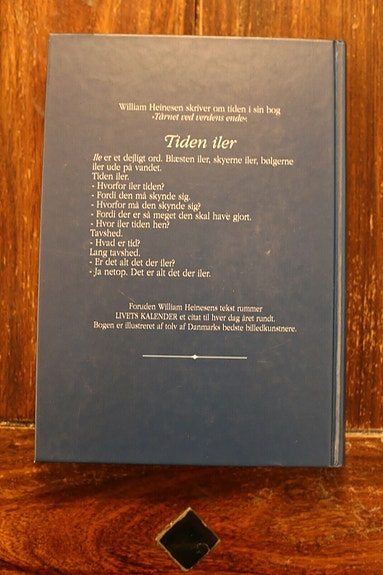 William Heinesen skriver om tiden i sin bog
»Tårnet ved verdens ende«:
Tiden iler
Ile er et dejligt ord. Blæsten iler, skyerne iler, bølgerne
iler ude på vandet.
Tiden iler.
- Hvorfor iler tiden?
- Fordi den må skynde sig.
- Hvorfor må den skynde sig?
- Fordi der er så meget den skal have gjort.
- Hvor iler tiden hen?
Tavshed.
- Hvad er tid?
Lang tavshed.
- Er det alt det der iler?
- Ja netop. Det er alt det der iler.
Foruden William Heinesens tekst rummer
LIVETS KALENDER et citat til hver dag året rundt.
Bogen er illustreret af tolv af Danmarks bedste billedkunstnere.